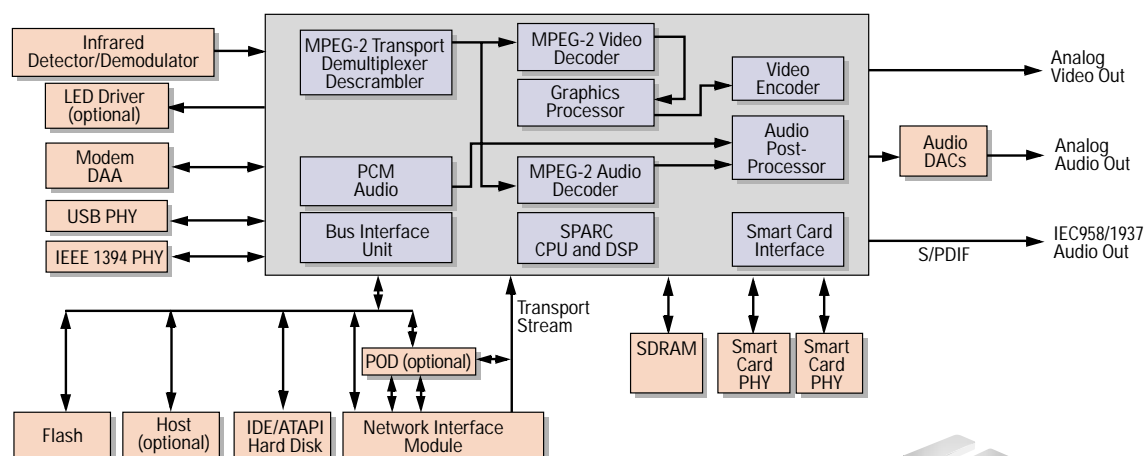 Infrared
Detector/Demodulator
LED Driver
(optional)
Modem
DAA
USB PHY
IEEE 1394 PHY
MPEG-2 Transport
Demultiplexer
Descrambler
PCM
Audio
Bus Interface
Unit
MPEG-2 Video
Decoder
Graphics
Processor
MPEG-2 Audio
Decoder
SPARC
CPU and DSP
Video
Encoder
Audio
Post-
Processor
Smart Card
Interface
Analog
Video Out
Audio
DACs
Analog
Audio Out
S/PDIF
IEC958/1937
Audio Out
Transport
Stream
POD (optional)
SDRAM
Smart
Card
PHY
Smart
Card
PHY
Flash
Host
(optional)
IDE/ATAPI
Hard Disk
Network Interface
Module